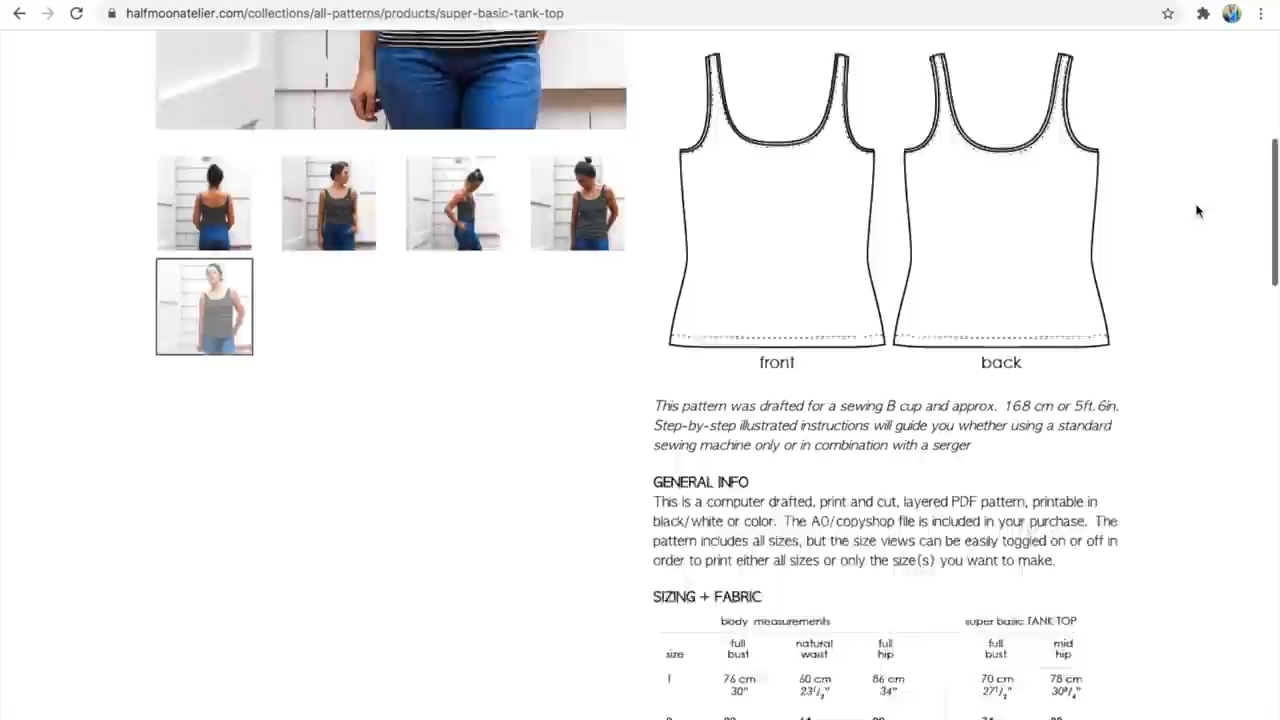 halfmoonatelier.com/collections/all-patterns/products/super-basic-tank-top
front
back
This pattern was drafted for a sewing B cup and approx. 168 cm or 5ft.6in.
Step-by-step illustrated instructions will guide you whether using a standard
sewing machine only or in combination with a serger
GENERAL INFO
This is a computer drafted, print and cut, layered PDF pattern, printable in
black/white or color. The A0/copyshop file is included in your purchase. The
pattern includes all sizes, but the size views can be easily toggled on or off in
order to print either all sizes or only the size(s) you want to make.
SIZING + FABRIC
body measurements
super basic TANK TOP
size
full bust
natural waist
full hip
full bust
mid hip
1
76 cm
60 cm
86 cm
70 cm
78 cm
30"
23½"
34"
27½"
30¾"